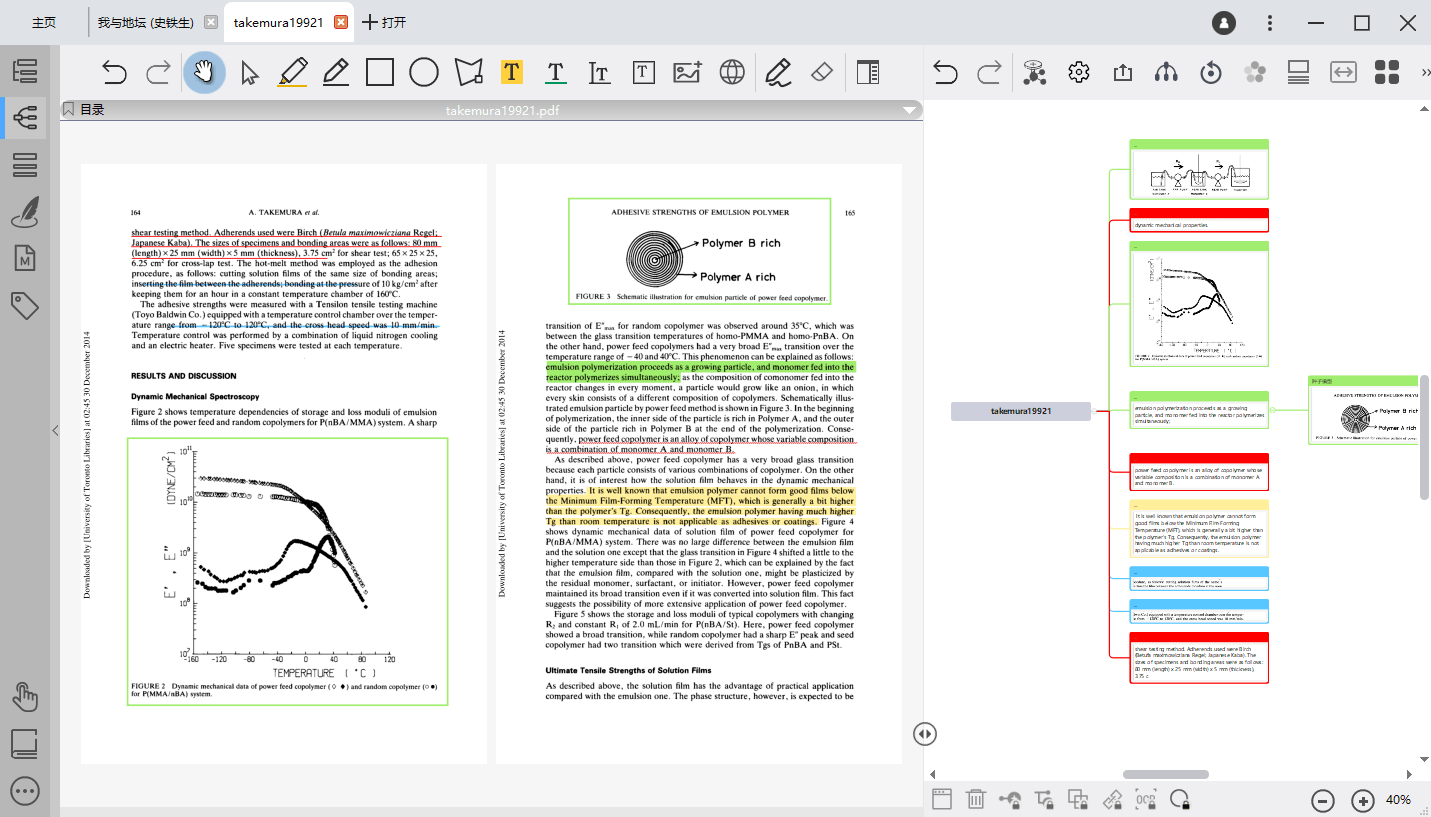 主页
我与地坛 (史铁生)
takemura19921
打开
目录
takemura19921.pdf
164
A. TAKEMURA et al.
shear testing method. Adherends used were Birch (Betula maximowicziana Regel;
Japanese Kaba). The sizes of specimens and bonding areas were as follows: 80 mm
(length) × 25 mm (width) × 5 mm (thickness), 3.75 cm² for shear test; 65 × 25 × 25,
6.25 cm² for cross-lap test. The hot-melt method was employed as the adhesion
procedure, as follows: cutting solution films of the same size of bonding areas;
inserting the film between the adherends; bonding at the pressure of 10 kg/cm² after
keeping them for an hour in a constant temperature chamber of 160°C.
The adhesive strengths were measured with a Tensilon tensile testing machine
(Toyo Baldwin Co.) equipped with a temperature control chamber over the temper-
ature range from −120°C to 120°C, and the cross head speed was 10 mm/min.
Temperature control was performed by a combination of liquid nitrogen cooling
and an electric heater. Five specimens were tested at each temperature.
RESULTS AND DISCUSSION
Dynamic Mechanical Spectroscopy
Figure 2 shows temperature dependencies of storage and loss moduli of emulsion
films of the power feed and random copolymers for P(nBA/MMA) system. A sharp
E', E" [DYNE/CM²]
10¹¹
10¹⁰
10⁹
10⁸
10⁷
-160 -120 -80 -40 0 40 80 120
TEMPERATURE (°C)
FIGURE 2 Dynamic mechanical data of power feed copolymer (◊ ♦) and random copolymer (○ ●)
for P(MMA/nBA) system.
Downloaded by [University of Toronto Libraries] at 02:45 30 December 2014
ADHESIVE STRENGTHS OF EMULSION POLYMER
165
Polymer B rich
Polymer A rich
FIGURE 3 Schematic illustration for emulsion particle of power feed copolymer.
transition of E"max for random copolymer was observed around 35°C, which was
between the glass transition temperatures of homo-PMMA and homo-PnBA. On
the other hand, power feed copolymers had a very broad E"max transition over the
temperature range of −40 and 40°C. This phenomenon can be explained as follows:
emulsion polymerization proceeds as a growing particle, and monomer fed into the
reactor polymerizes simultaneously; as the composition of comonomer fed into the
reactor changes in every moment, a particle would grow like an onion, in which
every skin consists of a different composition of copolymers. Schematically illus-
trated emulsion particle by power feed method is shown in Figure 3. In the beginning
of polymerization, the inner side of the particle is rich in Polymer A, and the outer
side of the particle rich in Polymer B at the end of the polymerization. Conse-
quently, power feed copolymer is an alloy of copolymer whose variable composition
is a combination of monomer A and monomer B.
As described above, power feed copolymer has a very broad glass transition
because each particle consists of various combinations of copolymer. On the other
hand, it is of interest how the solution film behaves in the dynamic mechanical
properties. It is well known that emulsion polymer cannot form good films below
the Minimum Film-Forming Temperature (MFT), which is generally a bit higher
than the polymer's Tg. Consequently, the emulsion polymer having much higher
Tg than room temperature is not applicable as adhesives or coatings. Figure 4
shows dynamic mechanical data of solution film of power feed copolymer for
P(nBA/MMA) system. There was no large difference between the emulsion film
and the solution one except that the glass transition in Figure 4 shifted a little to the
higher temperature side than those in Figure 2, which can be explained by the fact
that the emulsion film, compared with the solution one, might be plasticized by
the residual monomer, surfactant, or initiator. However, power feed copolymer
maintained its broad transition even if it was converted into solution film. This fact
suggests the possibility of more extensive application of power feed copolymer.
Figure 5 shows the storage and loss moduli of typical copolymers with changing
R₂ and constant R₁ of 2.0 mL/min for P(nBA/St). Here, power feed copolymer
showed a broad transition, while random copolymer had a sharp E" peak and seed
copolymer had two transition which were derived from Tgs of PnBA and PSt.
Ultimate Tensile Strengths of Solution Films
As described above, the solution film has the advantage of practical application
compared with the emulsion one. The phase structure, however, is expected to be
Downloaded by [University of Toronto Libraries] at 02:45 30 December 2014
takemura19921
dynamic mechanical properties.
TEMPERATURE (°C)
emulsion polymerization proceeds as a growing
particle, and monomer fed into the reactor polymerizes
simultaneously;
ADHESIVE STRENGTHS OF EMULSION POLYM
Polymer B rich
Polymer A rich
power feed copolymer is an alloy of copolymer whose
variable composition is a combination of monomer A
and monomer B.
It is well known that emulsion polymer cannot form
good films below the Minimum Film-Forming
Temperature (MFT), which is generally a bit higher than
the polymer's Tg. Consequently, the emulsion polymer
having much higher Tg than room temperature is not
applicable as adhesives or coatings.
shear testing method. Adherends used were Birch
(Betula maximowicziana Regel; Japanese Kaba). The
sizes of specimens and bonding areas were as follows:
80 mm (length) x 25 mm (width) x 5 mm (thickness),
3.75 c
OCR
40%